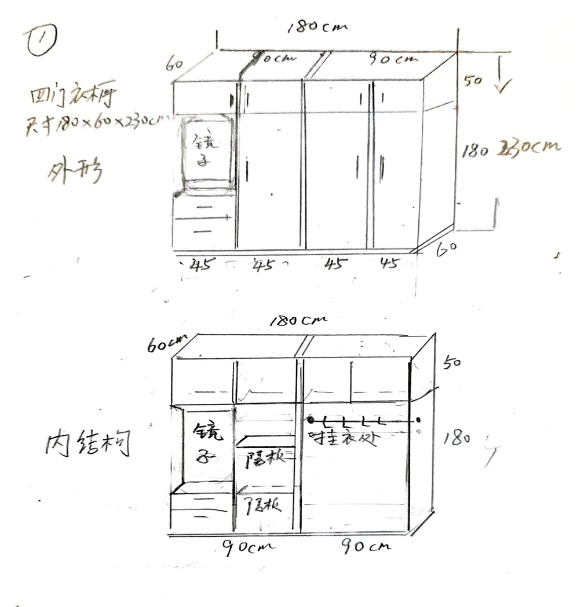 ①
180cm
60
90cm
90cm
四门衣柜
尺寸180×60×230cm
外形
50
镜
子
180
230cm
60
45
45
45
45
180cm
60cm
50
内结构
镜
子
挂衣处
180
隔板
隔板
90cm
90cm